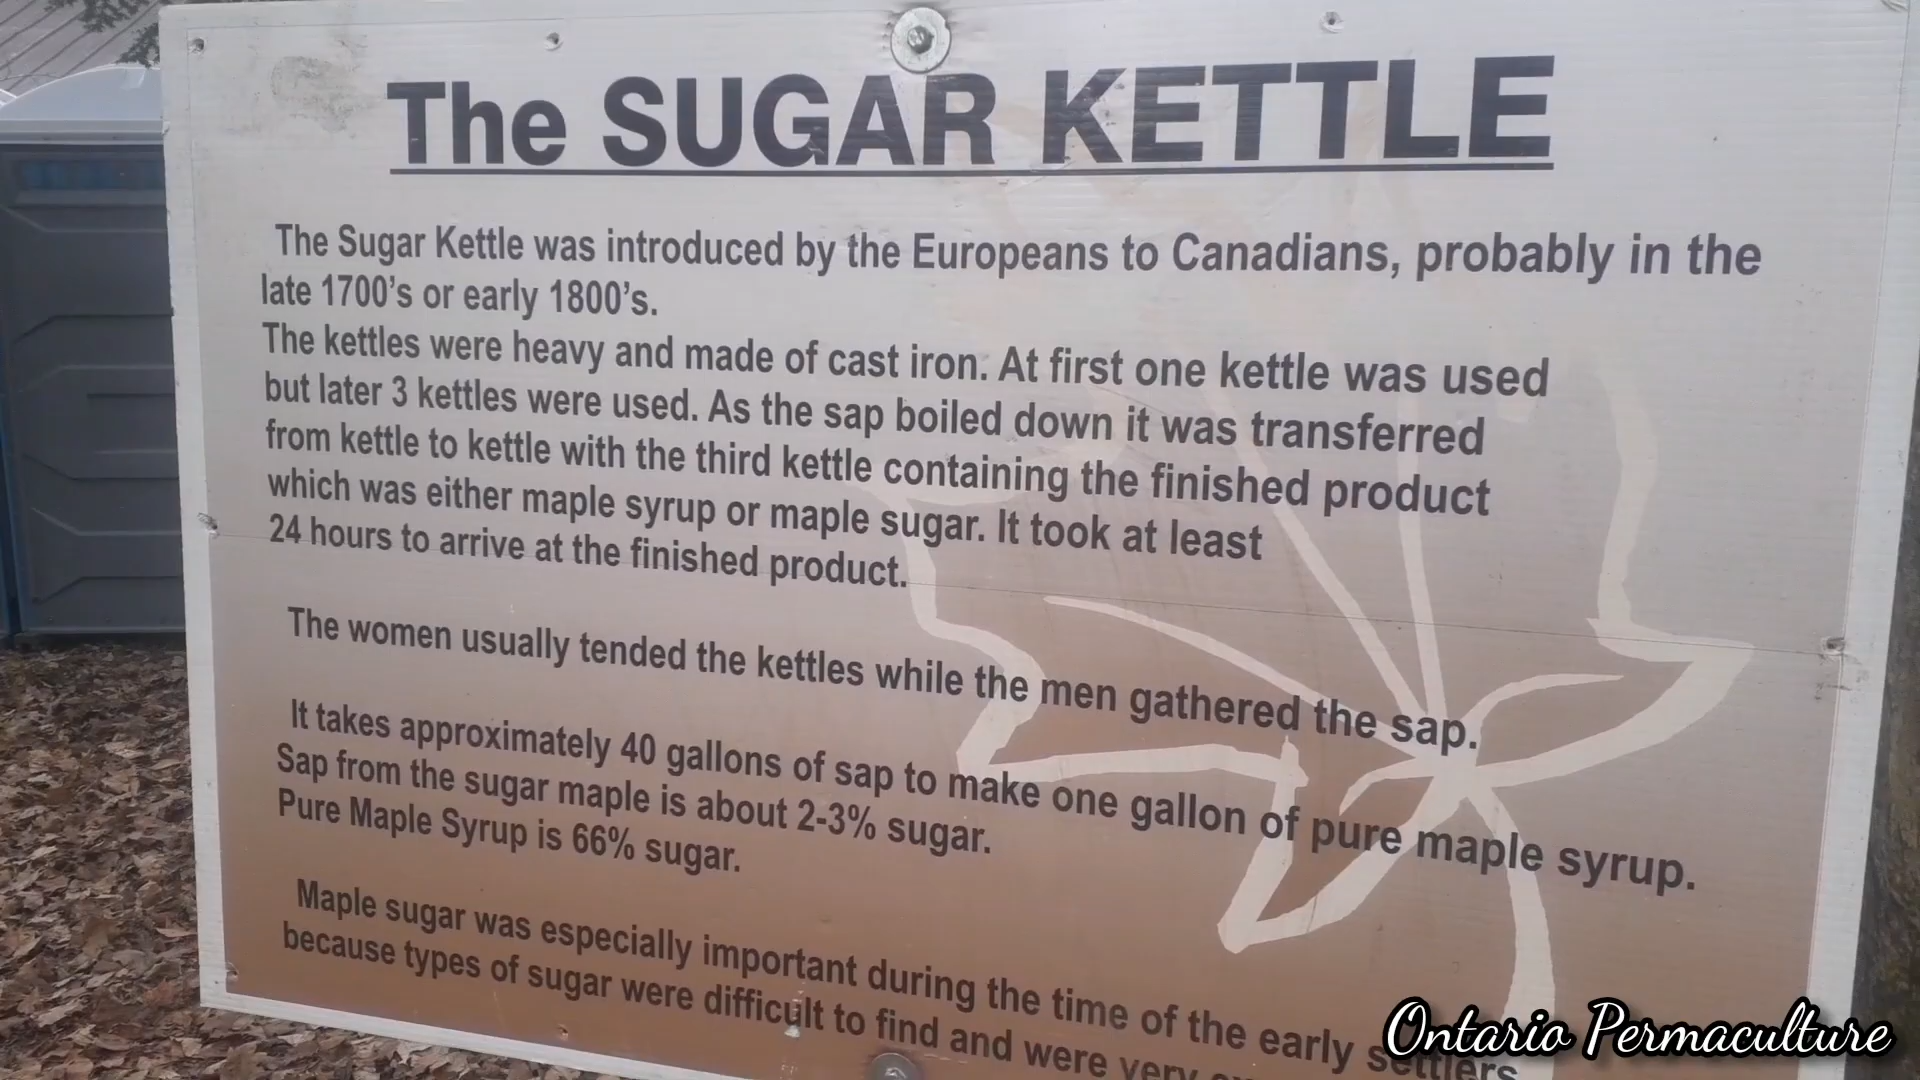 The SUGAR KETTLE
The Sugar Kettle was introduced by the Europeans to Canadians, probably in the
late 1700's or early 1800's.
The kettles were heavy and made of cast iron. At first one kettle was used
but later 3 kettles were used. As the sap boiled down it was transferred
from kettle to kettle with the third kettle containing the finished product
which was either maple syrup or maple sugar. It took at least
24 hours to arrive at the finished product.
The women usually tended the kettles while the men gathered the sap.
It takes approximately 40 gallons of sap to make one gallon of pure maple syrup.
Sap from the sugar maple is about 2-3% sugar.
Pure Maple Syrup is 66% sugar.
Maple sugar was especially important during the time of the early settlers
because types of sugar were difficult to find and were very
Ontario Permaculture